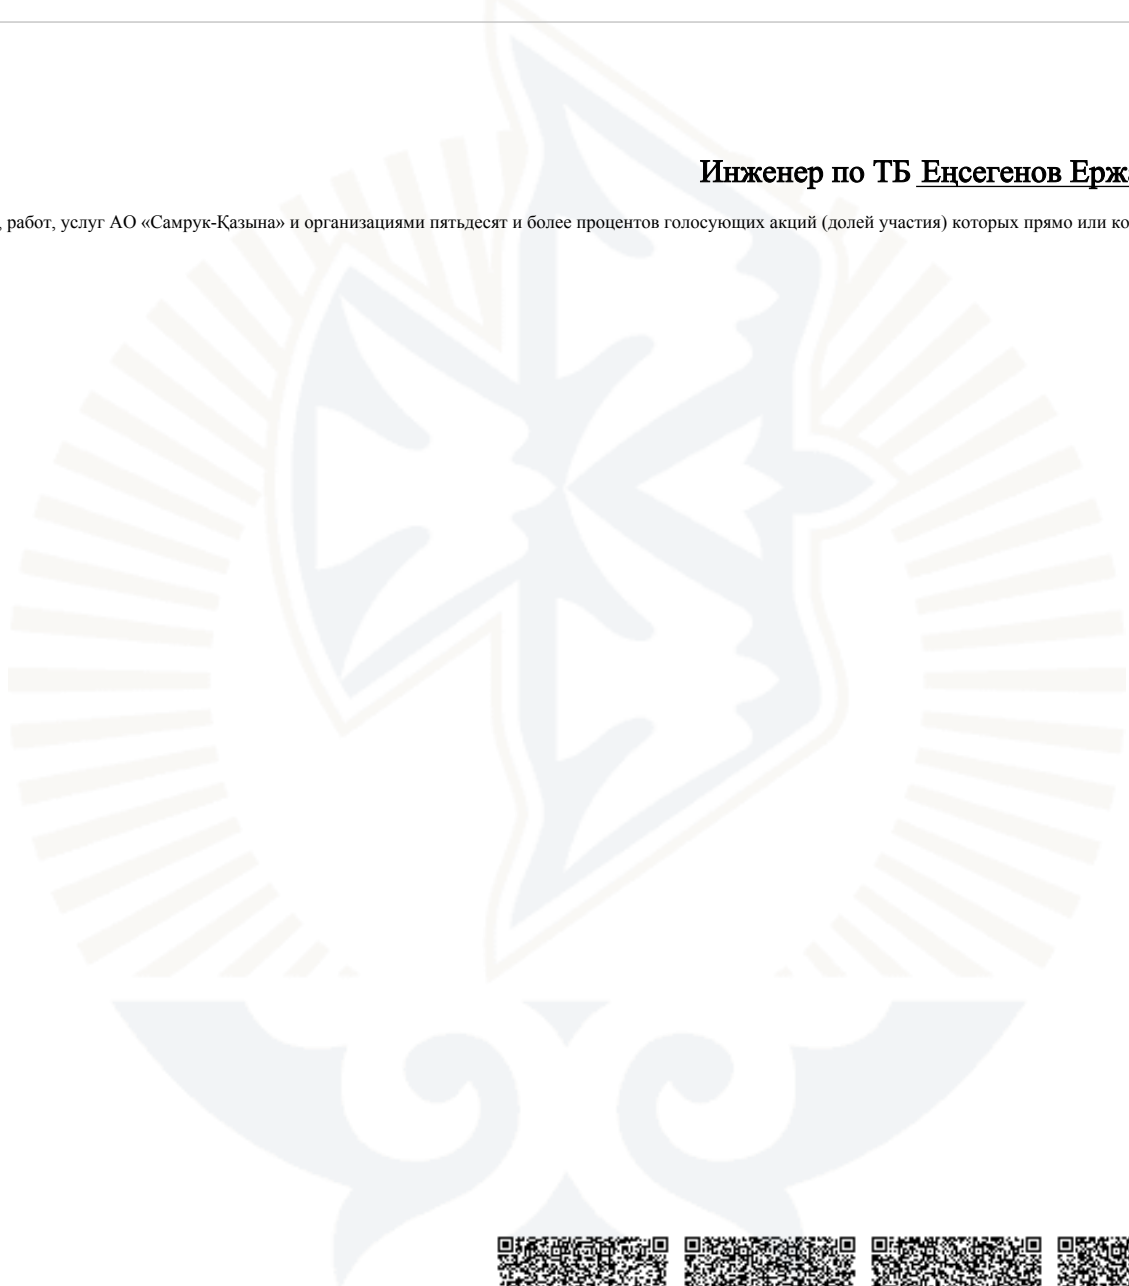 Инженер по ТБ Еңсегенов Ерж
, работ, услуг АО «Самрук-Қазына» и организациями пятьдесят и более процентов голосующих акций (долей участия) которых прямо или ко